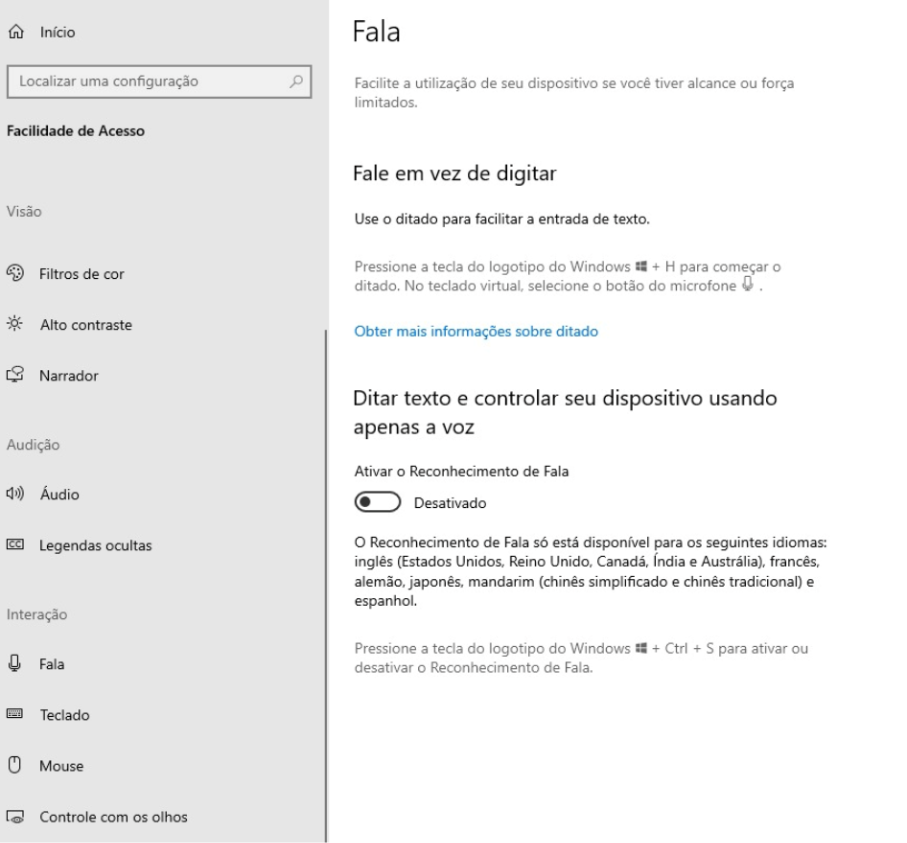 Início
Localizar uma configuração
Facilidade de Acesso
Visão
Filtros de cor
Alto contraste
Narrador
Audição
Áudio
Legendas ocultas
Interação
Fala
Teclado
Mouse
Controle com os olhos
Fala
Facilite a utilização de seu dispositivo se você tiver alcance ou força
limitados.
Fale em vez de digitar
Use o ditado para facilitar a entrada de texto.
Pressione a tecla do logotipo do Windows + H para começar o
ditado. No teclado virtual, selecione o botão do microfone .
Obter mais informações sobre ditado
Ditar texto e controlar seu dispositivo usando
apenas a voz
Ativar o Reconhecimento de Fala
Desativado
O Reconhecimento de Fala só está disponível para os seguintes idiomas:
inglês (Estados Unidos, Reino Unido, Canadá, Índia e Austrália), francês,
alemão, japonês, mandarim (chinês simplificado e chinês tradicional) e
espanhol.
Pressione a tecla do logotipo do Windows + Ctrl + S para ativar ou
desativar o Reconhecimento de Fala.